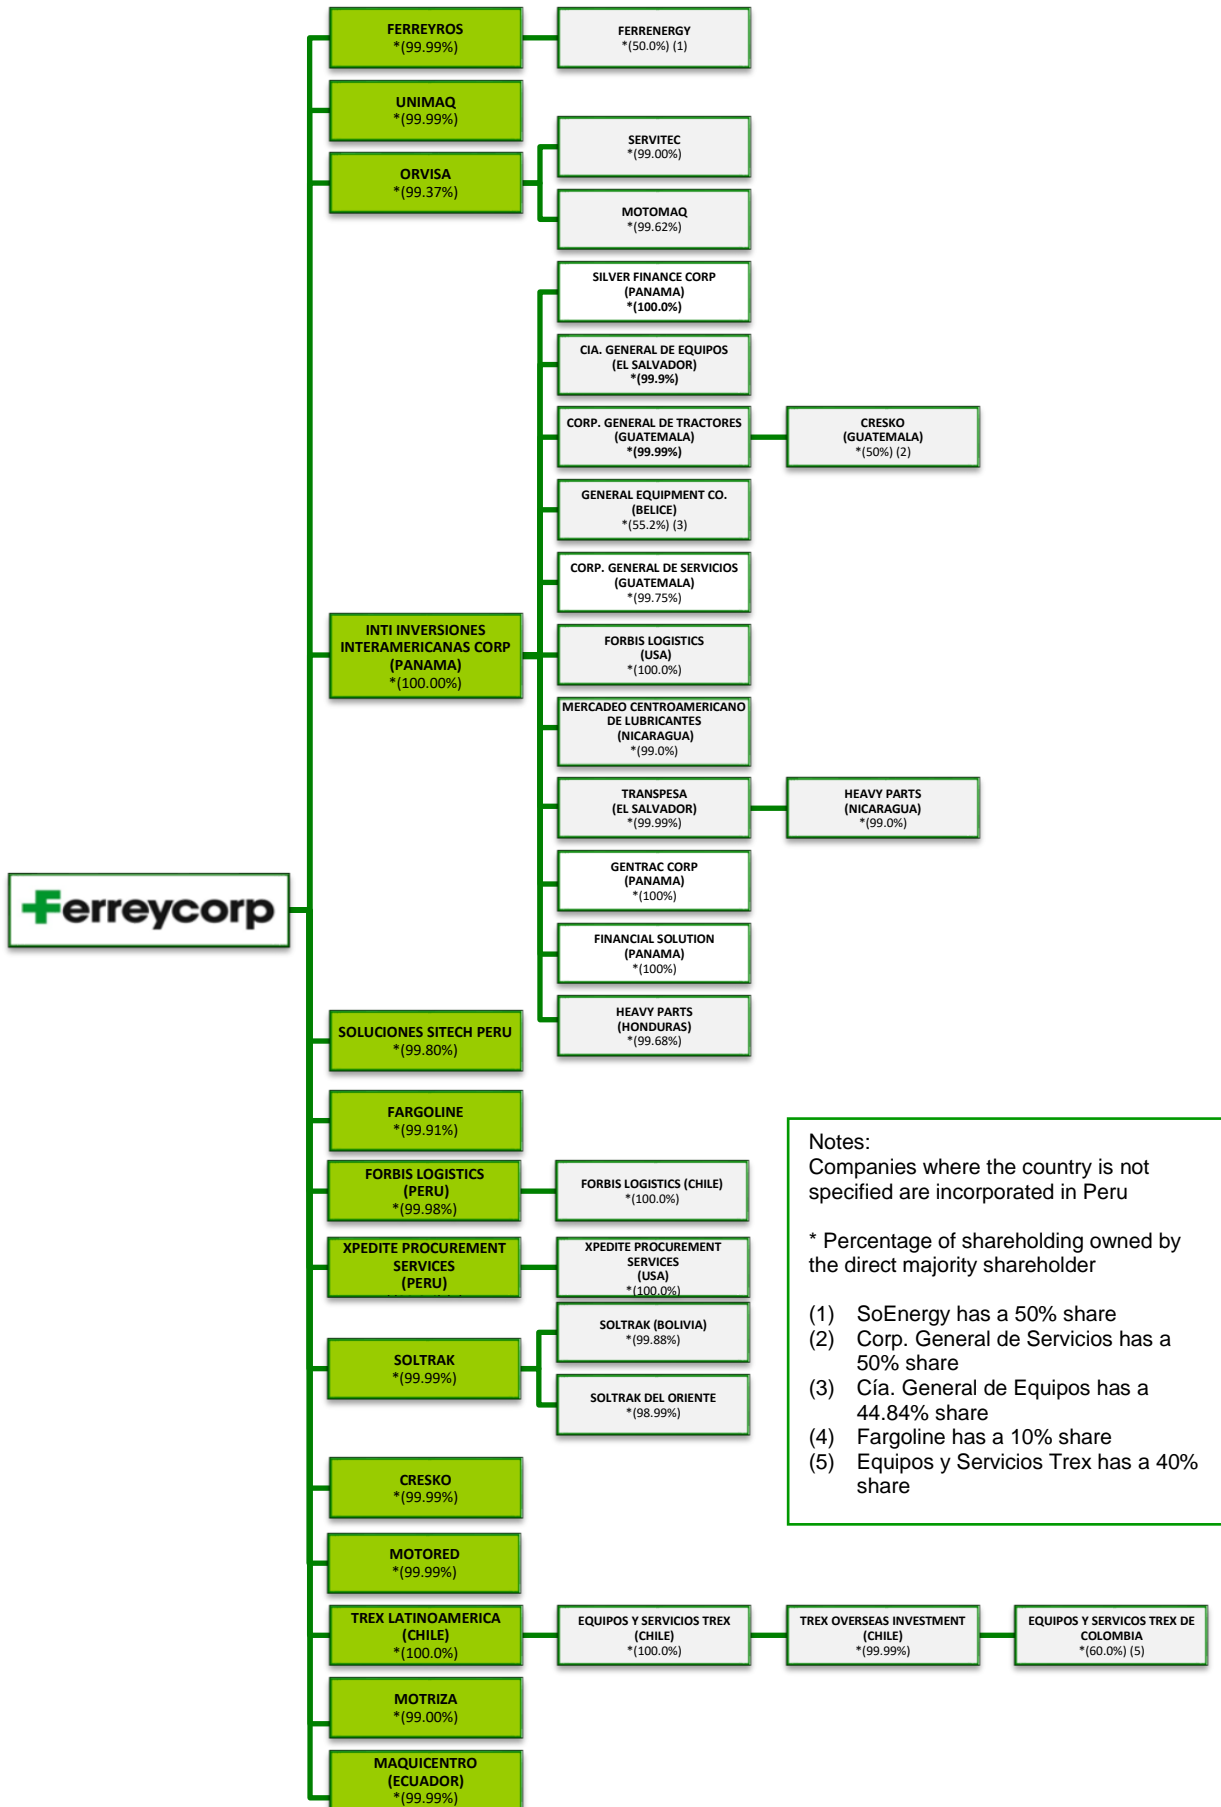 FERREYROS
*(99.99%)
FERRENERGY
*(50.0%) (1)
UNIMAQ
*(99.99%)
ORVISA
*(99.37%)
SERVITEC
*(99.00%)
MOTOMAQ
*(99.62%)
SILVER FINANCE CORP
(PANAMA)
*(100.0%)
CIA. GENERAL DE EQUIPOS
(EL SALVADOR)
*(99.9%)
CORP. GENERAL DE TRACTORES
(GUATEMALA)
*(99.99%)
CRESKO
(GUATEMALA)
*(50%) (2)
GENERAL EQUIPMENT CO.
(BELICE)
*(55.2%) (3)
CORP. GENERAL DE SERVICIOS
(GUATEMALA)
*(99.75%)
INTI INVERSIONES
INTERAMERICANAS CORP
(PANAMA)
*(100.00%)
FORBIS LOGISTICS
(USA)
*(100.0%)
MERCADEO CENTROAMERICANO
DE LUBRICANTES
(NICARAGUA)
*(99.0%)
TRANSPESA
(EL SALVADOR)
*(99.99%)
HEAVY PARTS
(NICARAGUA)
*(99.0%)
GENTRAC CORP
(PANAMA)
*(100%)
Ferreycorp
FINANCIAL SOLUTION
(PANAMA)
*(100%)
HEAVY PARTS
(HONDURAS)
*(99.68%)
SOLUCIONES SITECH PERU
*(99.80%)
FARGOLINE
*(99.91%)
FORBIS LOGISTICS
(PERU)
*(99.98%)
FORBIS LOGISTICS (CHILE)
*(100.0%)
XPEDITE PROCUREMENT
SERVICES
(PERU)
XPEDITE PROCUREMENT
SERVICES
(USA)
*(100.0%)
SOLTRAK
*(99.99%)
SOLTRAK (BOLIVIA)
*(99.88%)
SOLTRAK DEL ORIENTE
*(98.99%)
CRESKO
*(99.99%)
MOTORED
*(99.99%)
TREX LATINOAMERICA
(CHILE)
*(100.0%)
EQUIPOS Y SERVICIOS TREX
(CHILE)
*(100.0%)
TREX OVERSEAS INVESTMENT
(CHILE)
*(99.99%)
EQUIPOS Y SERVICOS TREX DE
COLOMBIA
*(60.0%) (5)
MOTRIZA
*(99.00%)
MAQUICENTRO
(ECUADOR)
*(99.99%)
Notes:
Companies where the country is not
specified are incorporated in Peru
* Percentage of shareholding owned by
the direct majority shareholder
(1) SoEnergy has a 50% share
(2) Corp. General de Servicios has a
50% share
(3) Cía. General de Equipos has a
44.84% share
(4) Fargoline has a 10% share
(5) Equipos y Servicios Trex has a 40%
share